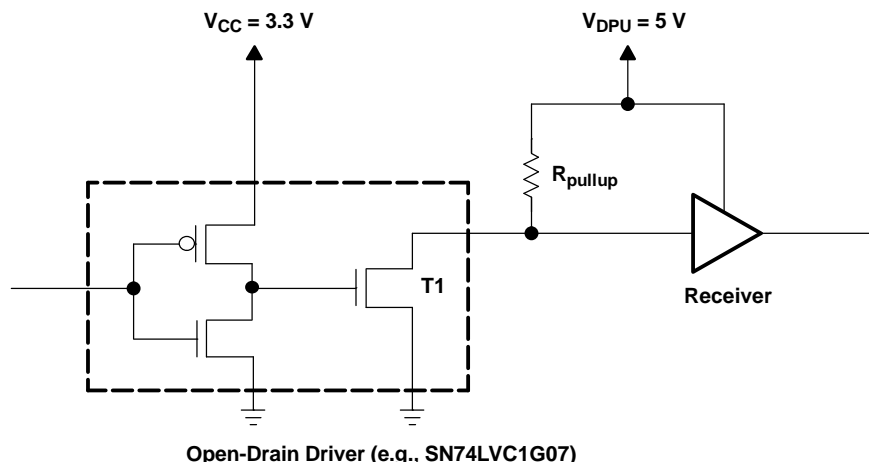 V_CC = 3.3 V
V_DPU = 5 V
R_pullup
T1
Receiver
Open-Drain Driver (e.g., SN74LVC1G07)